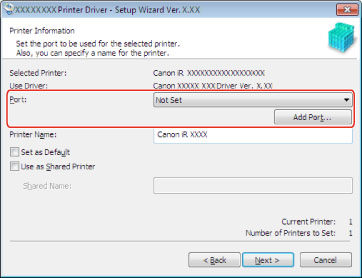 XXXXXXXX Printer Driver - Setup Wizard Ver. X.XX
Printer Information
Set the port to be used for the selected printer.
Also, you can specify a name for the printer.
Selected Printer: Canon iR XXXXXXXXXXXXXXXXXX
Use Driver: Canon XXXXX XXX Driver Ver. X.XX
Port: Not Set
Add Port...
Printer Name: Canon iR XXXX
Set as Default
Use as Shared Printer
Shared Name:
Current Printer: 1
Number of Printers to Set: 1
< Back Next > Cancel